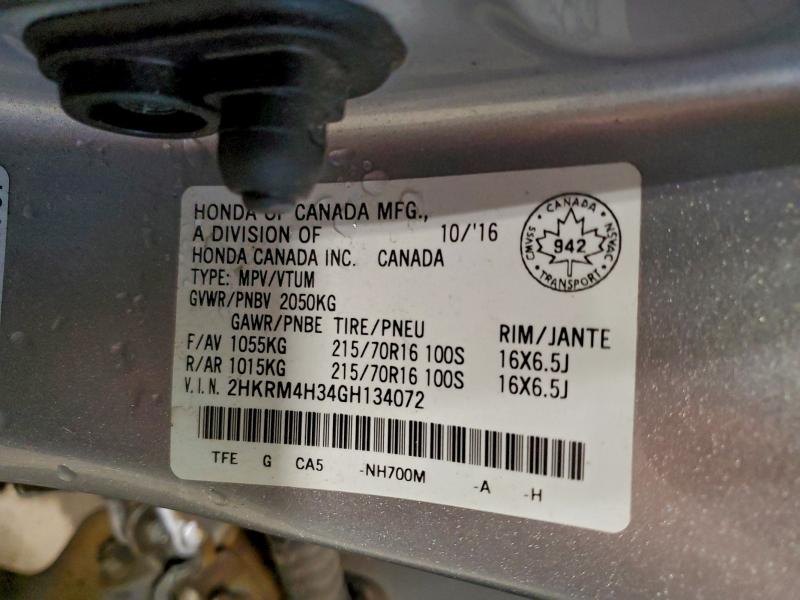 HONDA OF CANADA MFG.,
A DIVISION OF 10/'16
HONDA CANADA INC. CANADA
TYPE: MPV/VTUM
GVWR/PNBV 2050KG
GAWR/PNBE TIRE/PNEU RIM/JANTE
F/AV 1055KG 215/70R16 100S 16X6.5J
R/AR 1015KG 215/70R16 100S 16X6.5J
V.I.N. 2HKRM4H34GH134072
TFE G CA5 -NH700M -A -H
CANADA
CMVSS 942 NSVAC
TRANSPORT